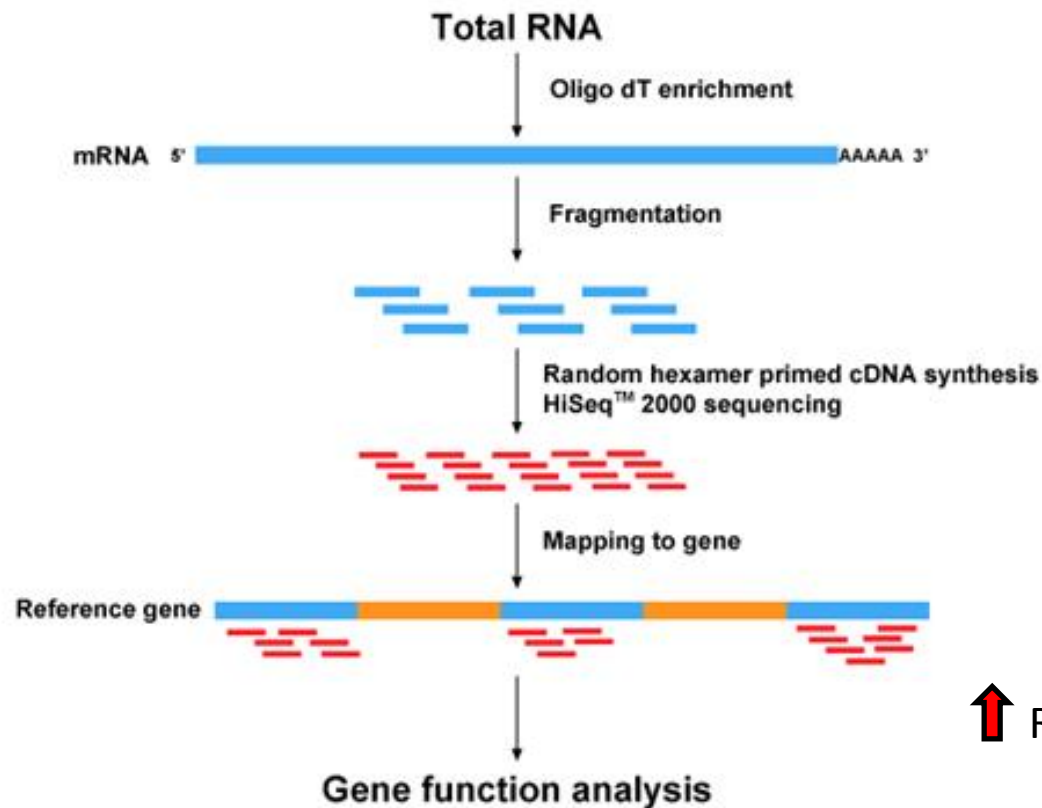 Total RNA
Oligo dT enrichment
mRNA 5' AAAAA 3'
Fragmentation
Random hexamer primed cDNA synthesis
HiSeq™ 2000 sequencing
Mapping to gene
Reference gene
Gene function analysis